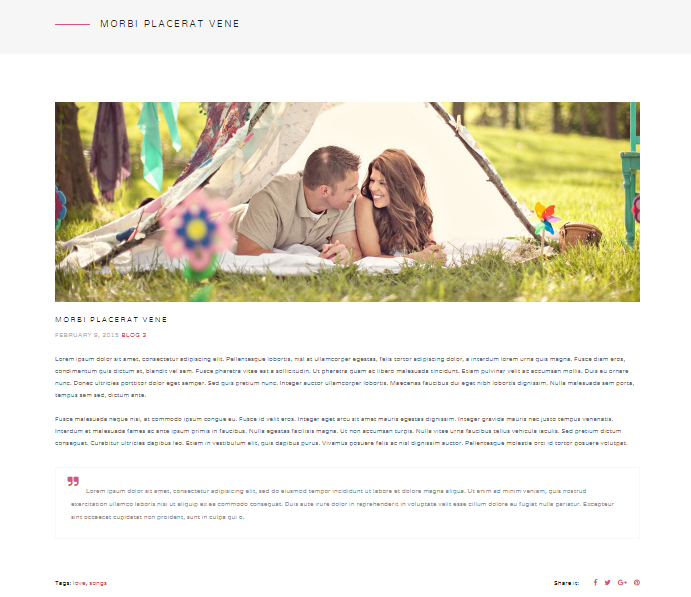 MORBI PLACERAT VENE
MORBI PLACERAT VENE
FEBRUARY 9, 2015 BLOG 3
Lorem ipsum dolor sit amet, consectetur adipiscing elit. Pellentesque lobortis, nisl at ullamcorper egestas, felis tortor adipiscing dolor, a interdum lorem urna quis magna. Fusce diam eros,
condimentum quis dictum at, blandit vel sem. Fusce pharetra vitae est a sollicitudin. Ut pharetra quam ac libero malesuada tincidunt. Etiam pulvinar velit ac accumsan mollis. Duis eu ornare
nunc. Donec ultricies porttitor dolor eget semper. Sed quis pretium nunc. Integer auctor ullamcorper lobortis. Maecenas faucibus dui eget nibh lobortis dignissim. Nulla malesuada sem porta,
tempus sem sed, dictum ante.
Fusce malesuada neque nisi, at commodo ipsum congue eu. Fusce id velit eros. Integer eget arcu sit amet mauris egestas dignissim. Integer gravida mauris nec justo tempus venenatis.
Interdum et malesuada fames ac ante ipsum primis in faucibus. Nulla egestas facilisis magna. Ut non accumsan turpis. Nulla vitae urna faucibus tellus vehicula iaculis. Sed pretium dictum
consequat. Curabitur ultricies dapibus leo. Etiam in vestibulum elit, quis dapibus purus. Vivamus posuere felis ac nisl dignissim auctor. Pellentesque molestie orci id tortor posuere volutpat.
Lorem ipsum dolor sit amet, consectetur adipiscing elit, sed do eiusmod tempor incididunt ut labore et dolore magna aliqua. Ut enim ad minim veniam, quis nostrud
exercitation ullamco laboris nisi ut aliquip ex ea commodo consequat. Duis aute irure dolor in reprehenderit in voluptate velit esse cillum dolore eu fugiat nulla pariatur. Excepteur
sint occaecat cupidatat non proident, sunt in culpa qui o.
Tags: love, songs
Share it: